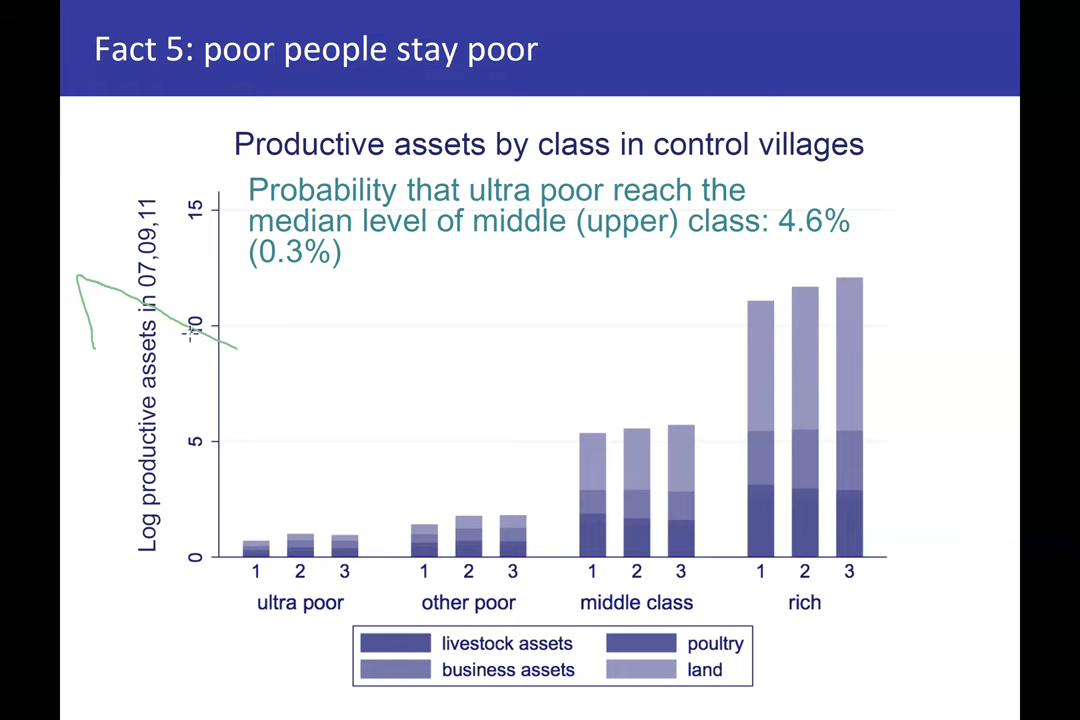 Fact 5: poor people stay poor
Productive assets by class in control villages
Probability that ultra poor reach the
median level of middle (upper) class: 4.6%
(0.3%)
Log productive assets in 07,09,11
15
10
5
0
1 2 3 1 2 3 1 2 3 1 2 3
ultra poor other poor middle class rich
livestock assets poultry
business assets land